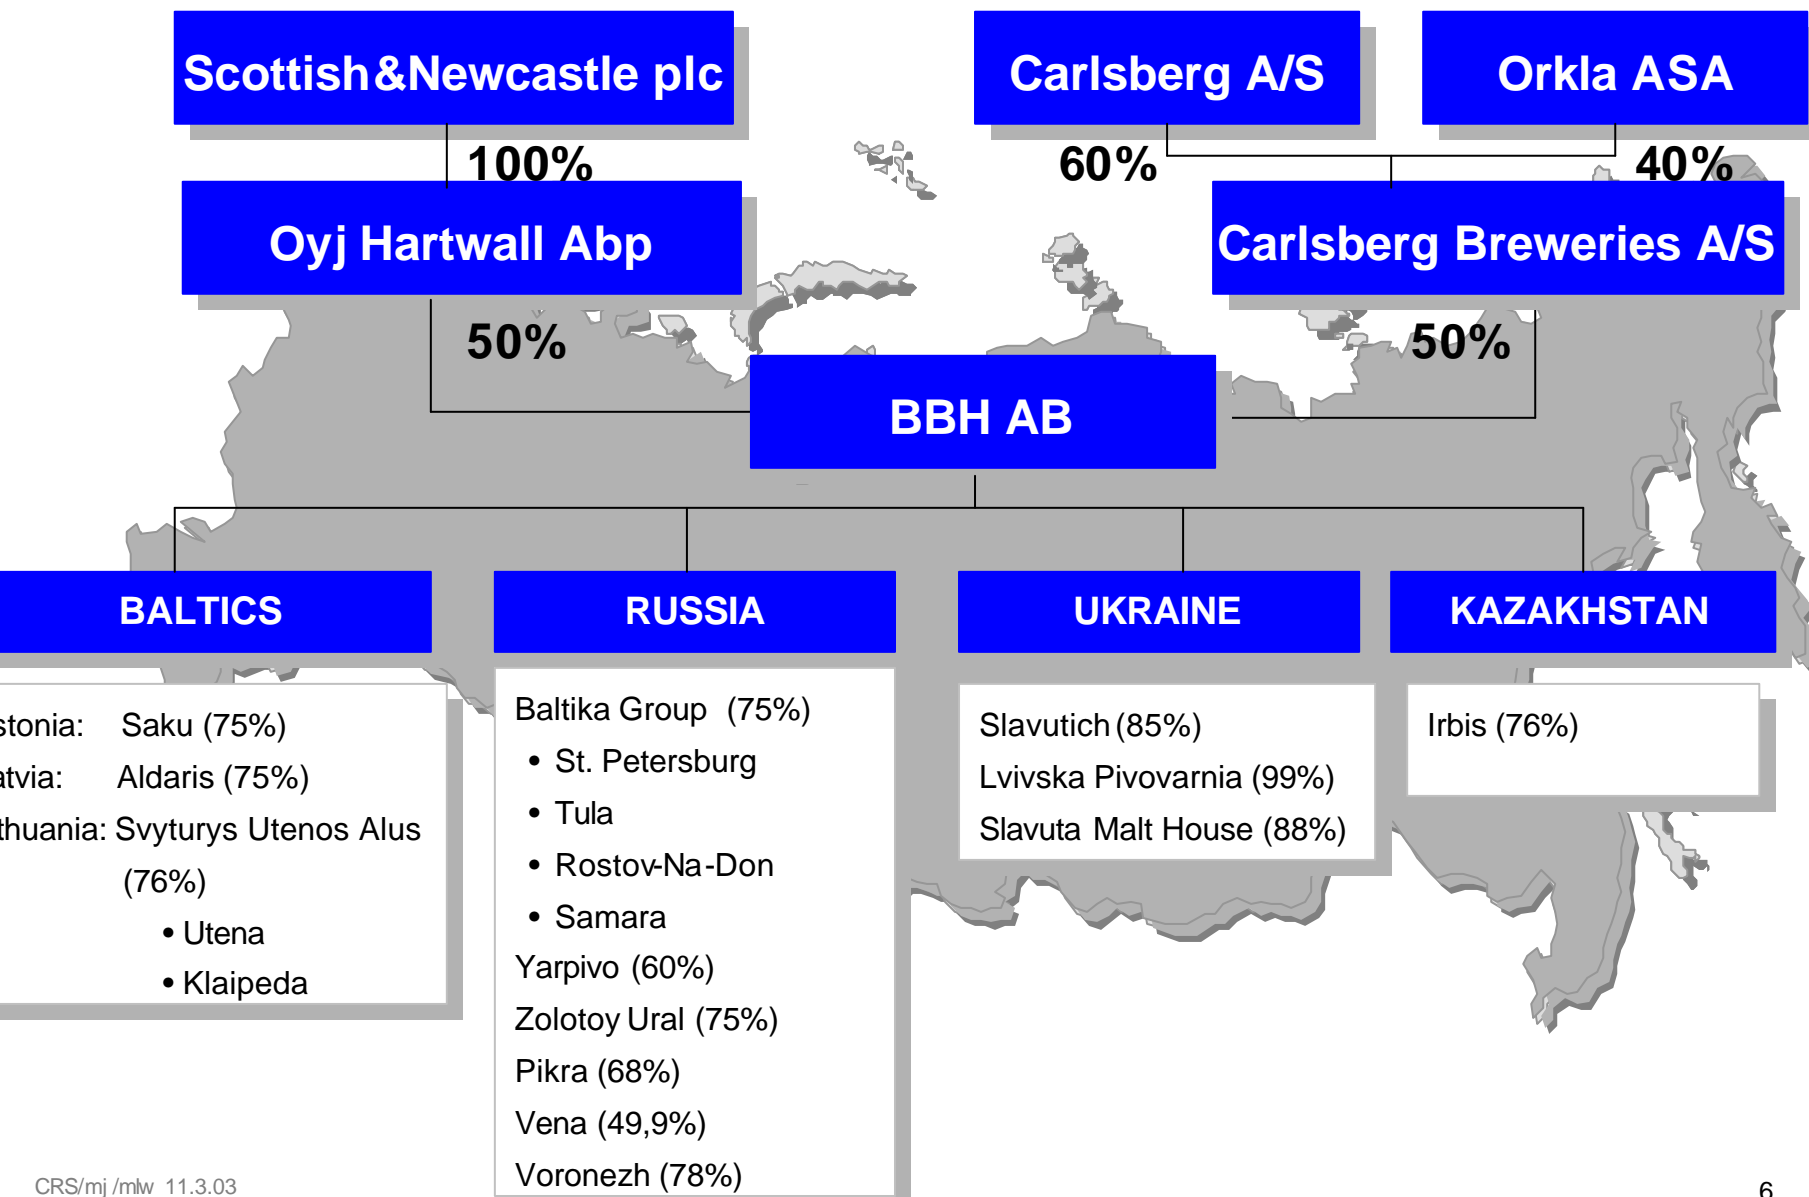 Scottish&Newcastle plc
Carlsberg A/S
Orkla ASA
100%
60%
40%
Oyj Hartwall Abp
Carlsberg Breweries A/S
50%
50%
BBH AB
BALTICS
RUSSIA
UKRAINE
KAZAKHSTAN
stonia: Saku (75%)
atvia: Aldaris (75%)
thuania: Svyturys Utenos Alus
(76%)
• Utena
• Klaipeda
Baltika Group (75%)
• St. Petersburg
• Tula
• Rostov-Na-Don
• Samara
Yarpivo (60%)
Zolotoy Ural (75%)
Pikra (68%)
Vena (49,9%)
Voronezh (78%)
Slavutich (85%)
Lvivska Pivovarnia (99%)
Slavuta Malt House (88%)
Irbis (76%)
CRS/mj/mlw 11.3.03
6